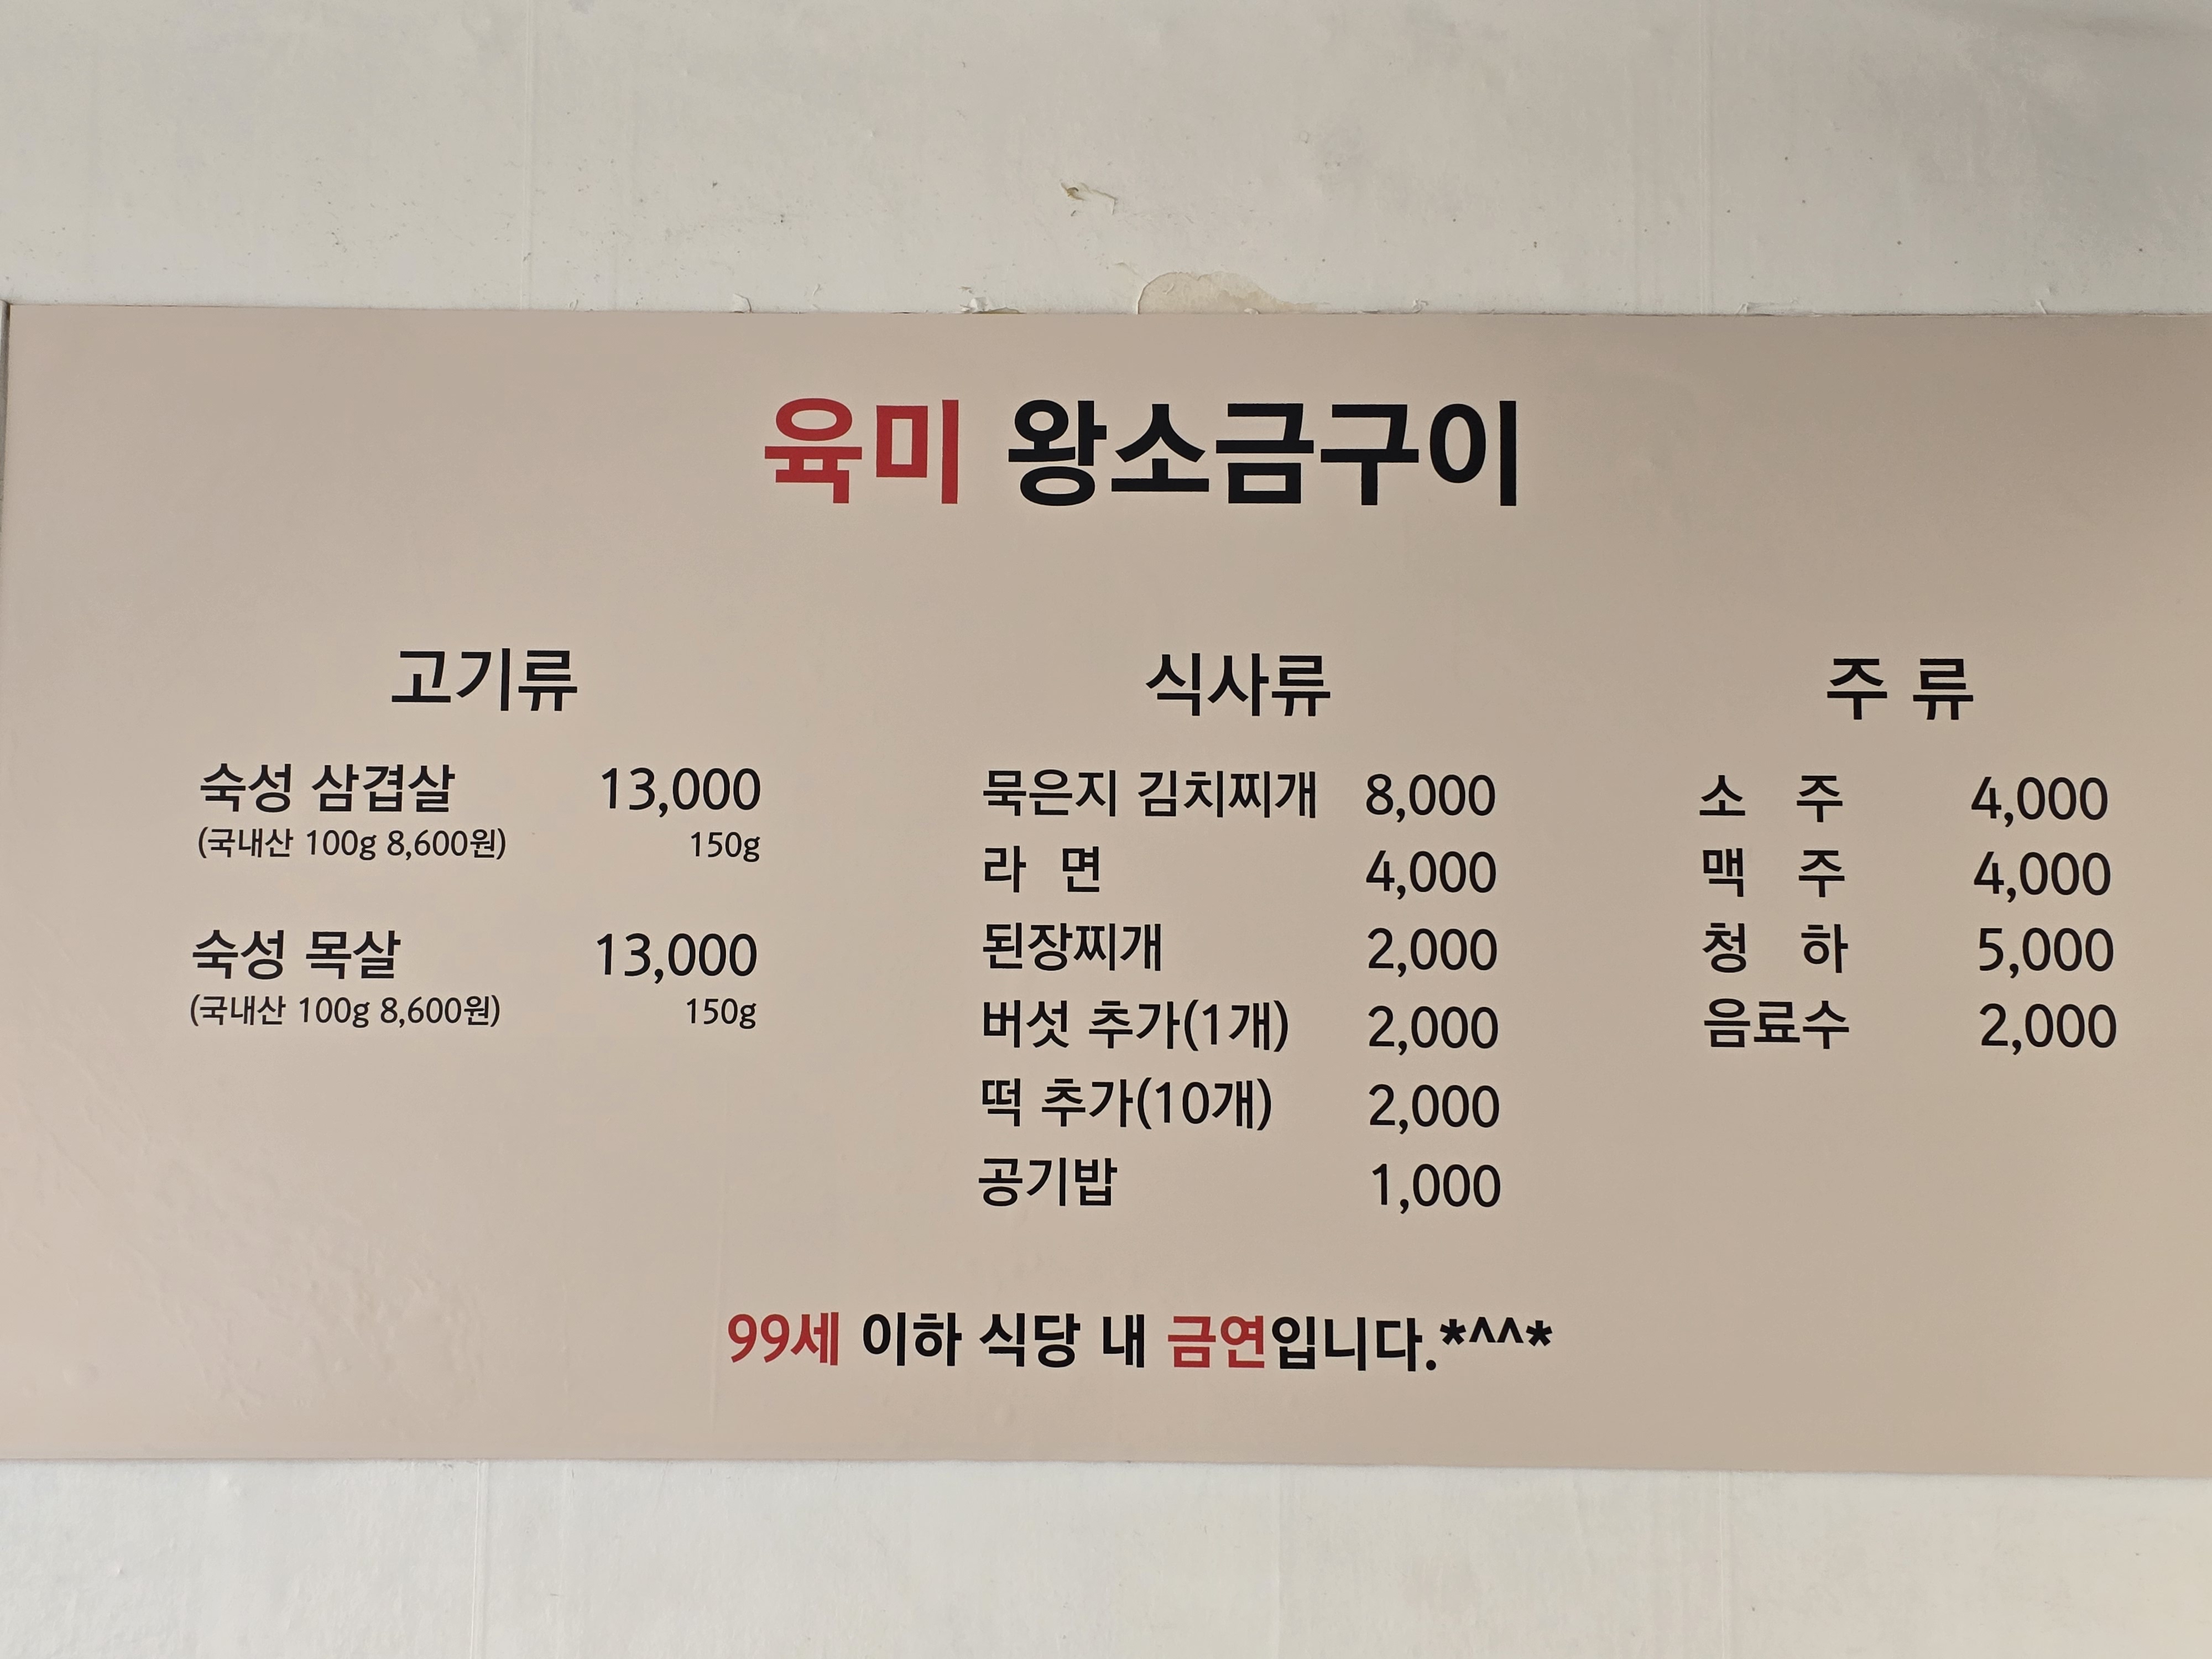 육미 왕소금구이
고기류
숙성 삼겹살 13,000
(국내산 100g 8,600원) 150g
숙성 목살 13,000
(국내산 100g 8,600원) 150g
식사류
묵은지 김치찌개 8,000
라 면 4,000
된장찌개 2,000
버섯 추가(1개) 2,000
떡 추가(10개) 2,000
공기밥 1,000
주 류
소 주 4,000
맥 주 4,000
청 하 5,000
음료수 2,000
99세 이하 식당 내 금연입니다.*^^*